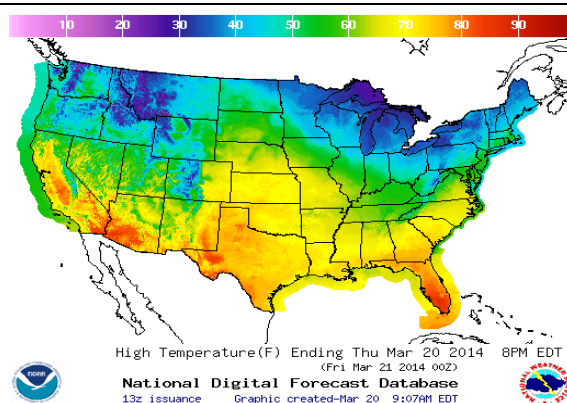 10 20 30 40 50 60 70 80 90
High Temperature(F) Ending Thu Mar 20 2014 8PM EDT
(Fri Mar 21 2014 00Z)
National Digital Forecast Database
13z issuance Graphic created-Mar 20 9:07AM EDT
noaa